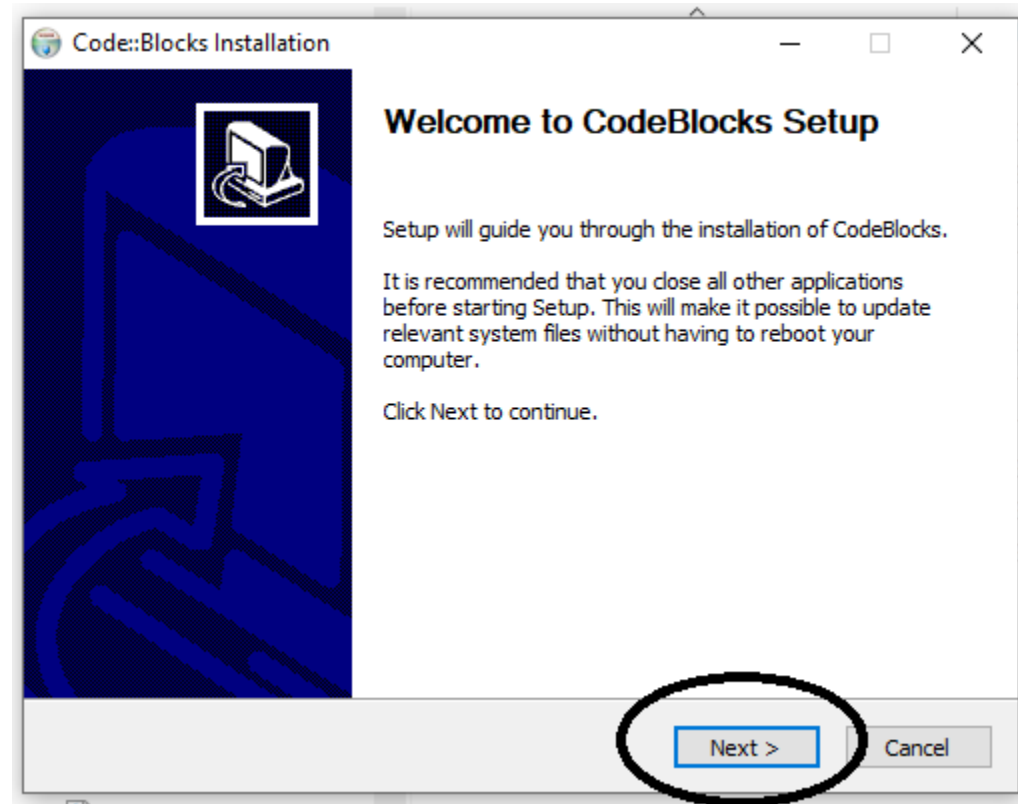 Code::Blocks Installation
Welcome to CodeBlocks Setup
Setup will guide you through the installation of CodeBlocks.
It is recommended that you close all other applications
before starting Setup. This will make it possible to update
relevant system files without having to reboot your
computer.
Click Next to continue.
Next >
Cancel